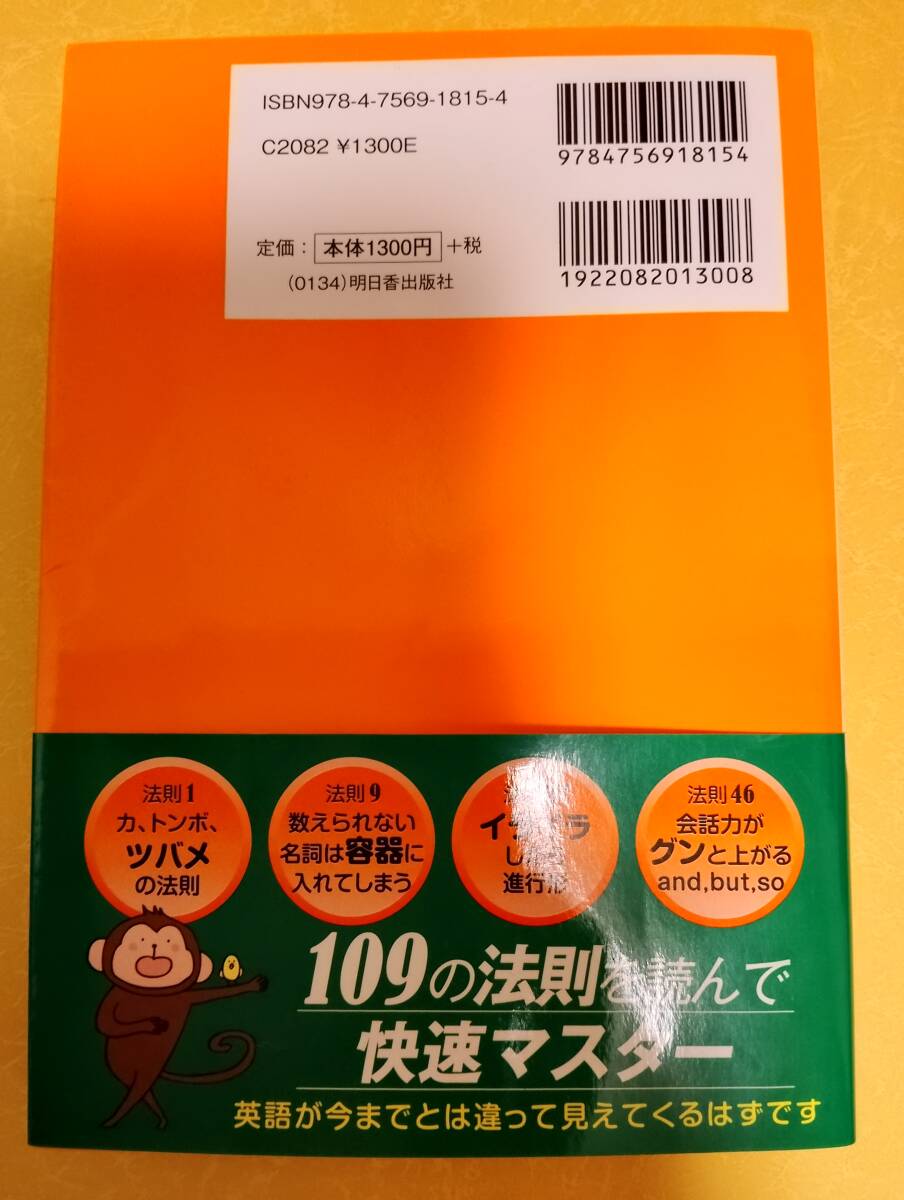 ISBN978-4-7569-1815-4
C2082 ¥1300E
9784756918154
定価： 本体1300円 +税
(0134)明日香出版社
1922082013008
法則1
カ、トンボ、
ツバメ
の法則
法則9
数えられない
名詞は容器に
入れてしまう
進行形
法則46
会話力が
グンと上がる
and,but,so
109の法則を読んで
快速マスター
英語が今までとは違って見えてくるはずです